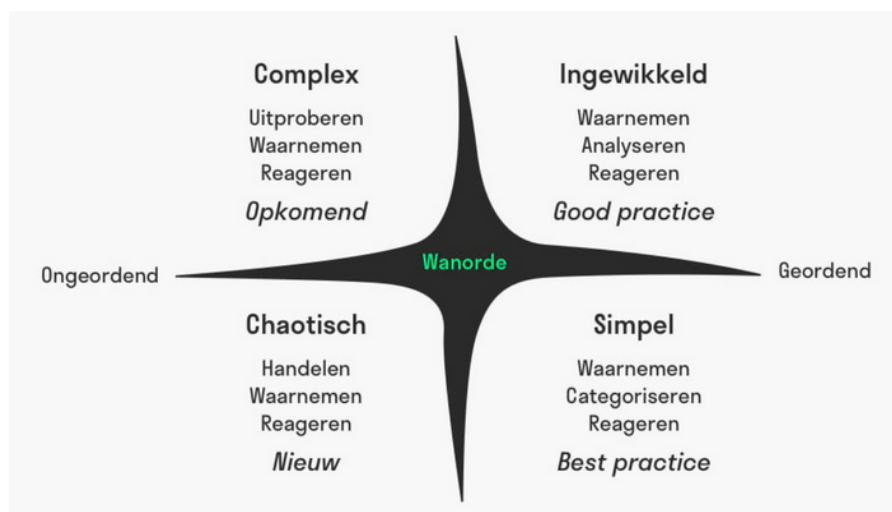 Complex
Uitproberen
Waarnemen
Reageren
Opkomend
Ingewikkeld
Waarnemen
Analyseren
Reageren
Good practice
Ongeordend
Wanorde
Geordend
Chaotisch
Handelen
Waarnemen
Reageren
Nieuw
Simpel
Waarnemen
Categoriseren
Reageren
Best practice